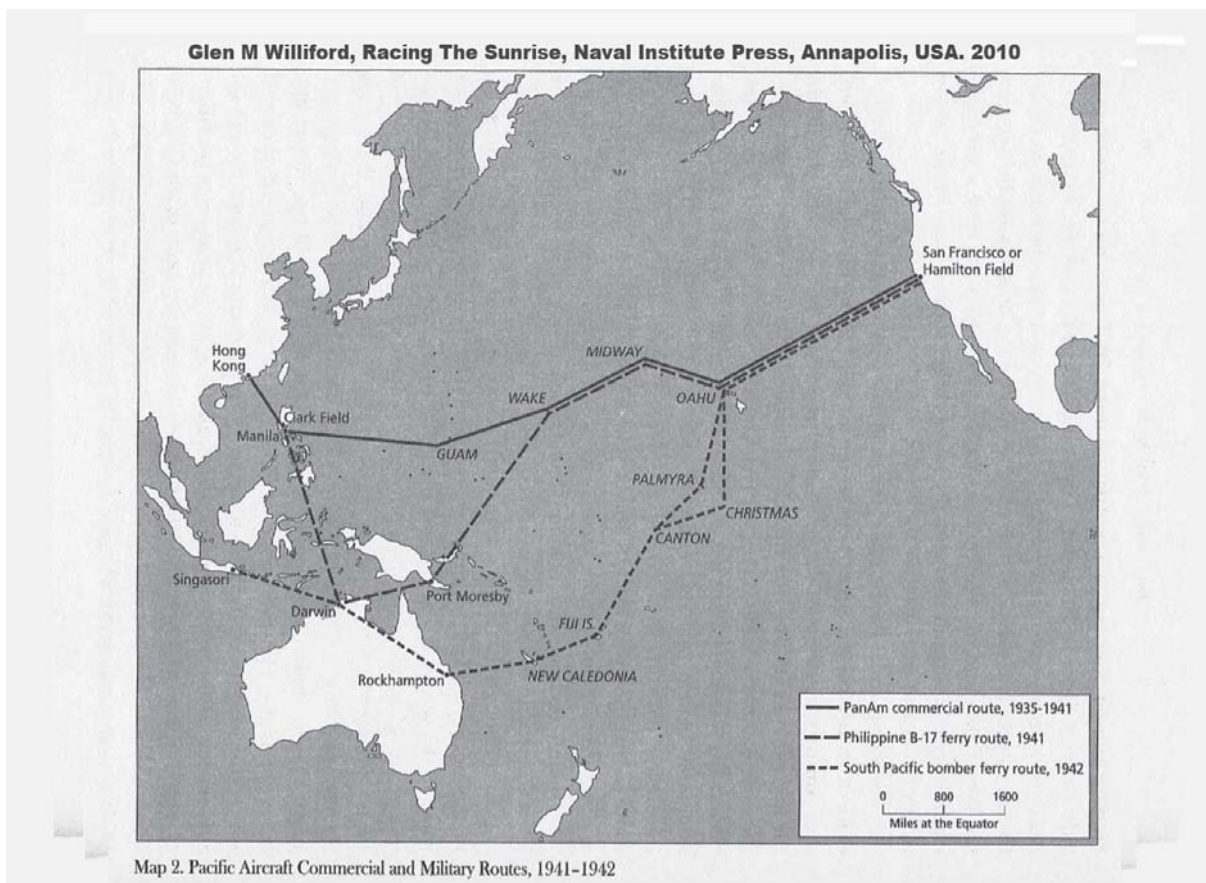 Glen M Williford, Racing The Sunrise, Naval Institute Press, Annapolis, USA. 2010
San Francisco or
Hamilton Field
Hong
Kong
MIDWAY
WAKE
OAHU
Clark Field
Manila
GUAM
PALMYRA
CHRISTMAS
CANTON
Singasori
Port Moresby
Darwin
FIJI IS.
NEW CALEDONIA
Rockhampton
PanAm commercial route, 1935-1941
Philippine B-17 ferry route, 1941
South Pacific bomber ferry route, 1942
0 800 1600
Miles at the Equator
Map 2. Pacific Aircraft Commercial and Military Routes, 1941–1942